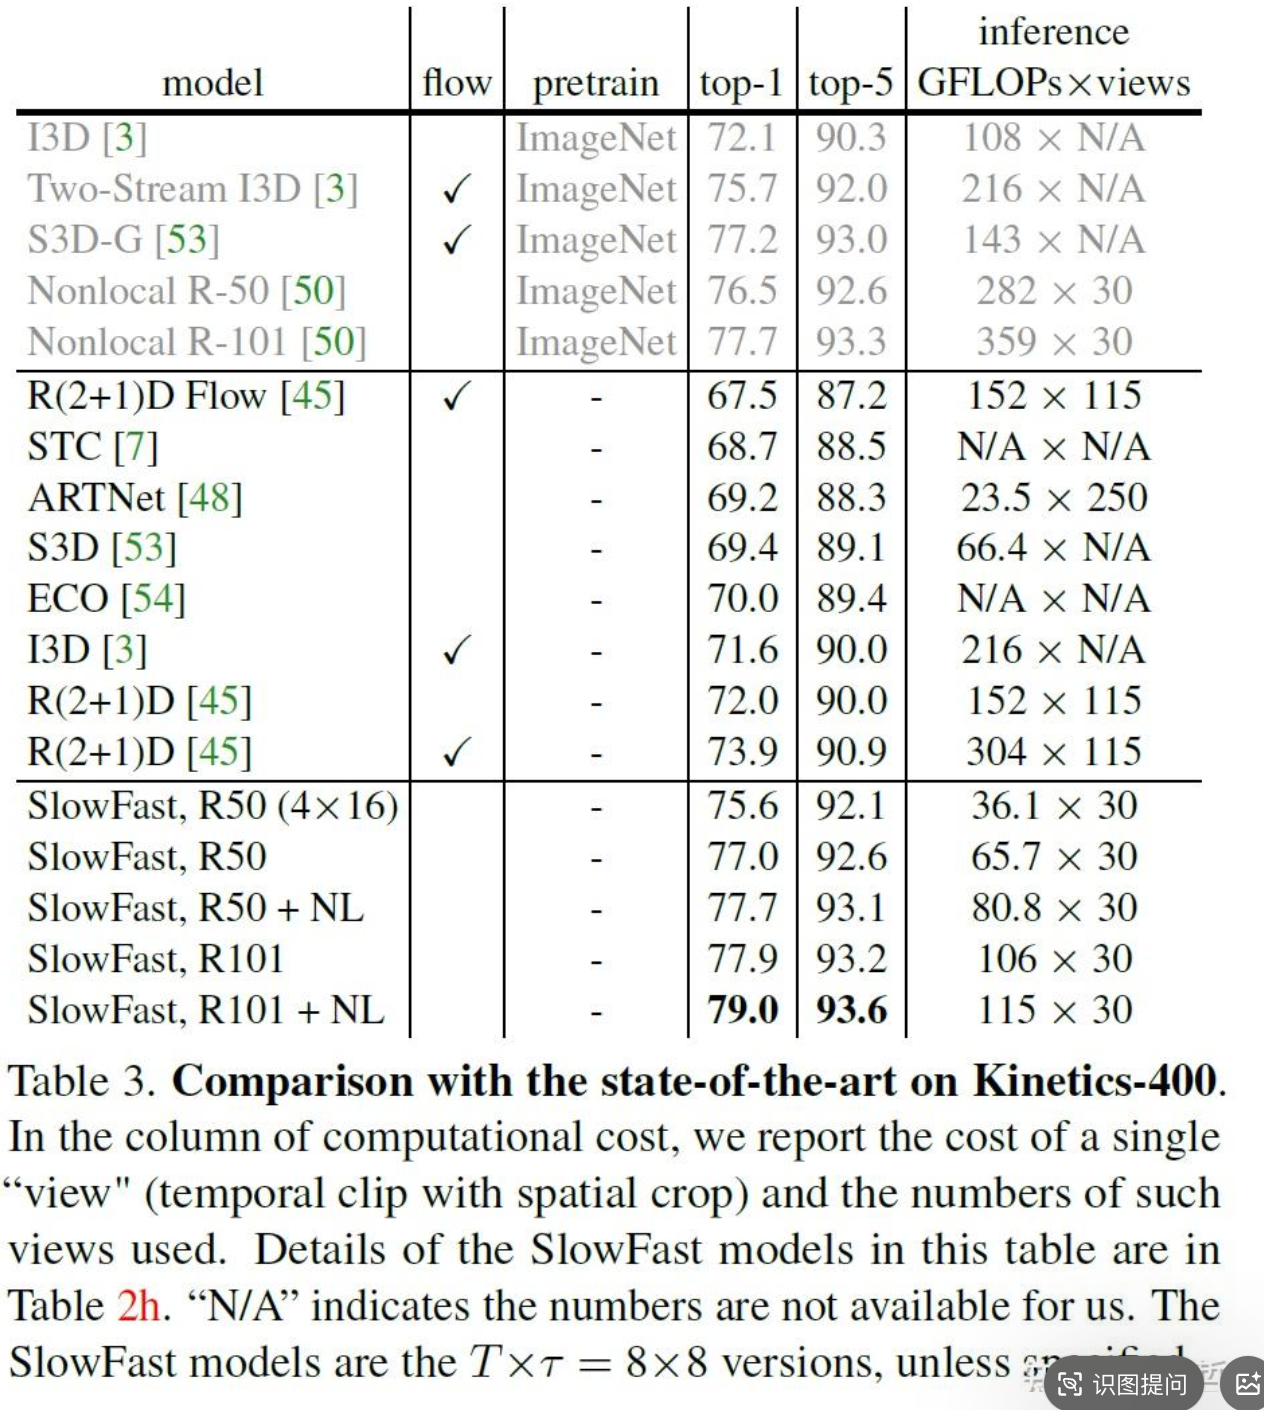 inference
model flow pretrain top-1 top-5 GFLOPs×views
I3D [3] ImageNet 72.1 90.3 108 × N/A
Two-Stream I3D [3] ✓ ImageNet 75.7 92.0 216 × N/A
S3D-G [53] ✓ ImageNet 77.2 93.0 143 × N/A
Nonlocal R-50 [50] ImageNet 76.5 92.6 282 × 30
Nonlocal R-101 [50] ImageNet 77.7 93.3 359 × 30
R(2+1)D Flow [45] ✓ - 67.5 87.2 152 × 115
STC [7] - 68.7 88.5 N/A × N/A
ARTNet [48] - 69.2 88.3 23.5 × 250
S3D [53] - 69.4 89.1 66.4 × N/A
ECO [54] - 70.0 89.4 N/A × N/A
I3D [3] ✓ - 71.6 90.0 216 × N/A
R(2+1)D [45] - 72.0 90.0 152 × 115
R(2+1)D [45] ✓ - 73.9 90.9 304 × 115
SlowFast, R50 (4×16) - 75.6 92.1 36.1 × 30
SlowFast, R50 - 77.0 92.6 65.7 × 30
SlowFast, R50 + NL - 77.7 93.1 80.8 × 30
SlowFast, R101 - 77.9 93.2 106 × 30
SlowFast, R101 + NL - 79.0 93.6 115 × 30
Table 3. Comparison with the state-of-the-art on Kinetics-400.
In the column of computational cost, we report the cost of a single
“view" (temporal clip with spatial crop) and the numbers of such
views used. Details of the SlowFast models in this table are in
Table 2h. “N/A” indicates the numbers are not available for us. The
SlowFast models are the T×τ = 8×8 versions, unless
识图提问